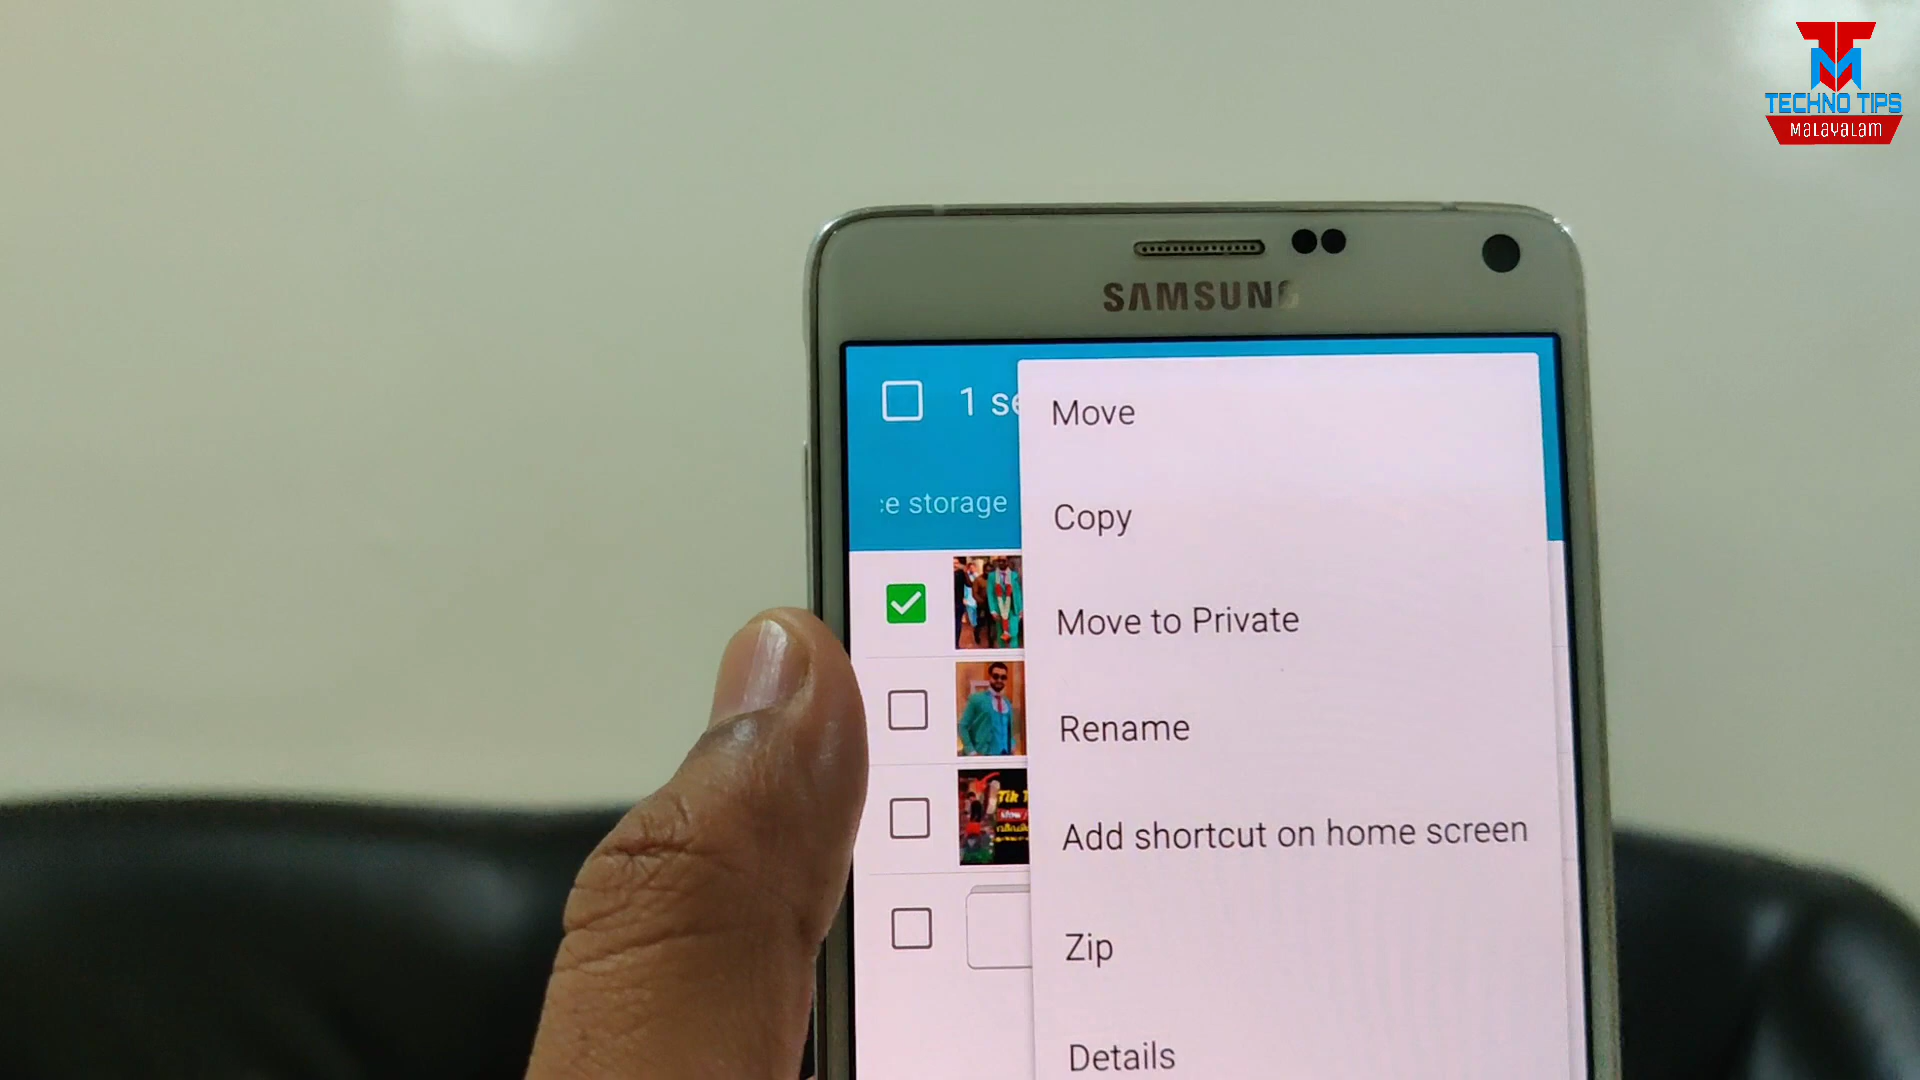 TECHNO TIPS
MALAYALAM
SAMSUNG
1 se
Move
Copy
e storage
Move to Private
Rename
Add shortcut on home screen
Zip
Details